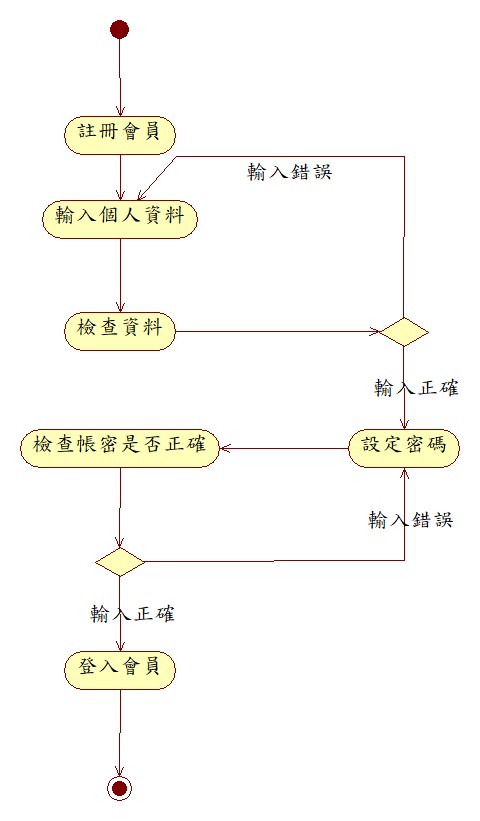 註冊會員
輸入錯誤
輸入個人資料
檢查資料
輸入正確
檢查帳密是否正確
設定密碼
輸入錯誤
輸入正確
登入會員